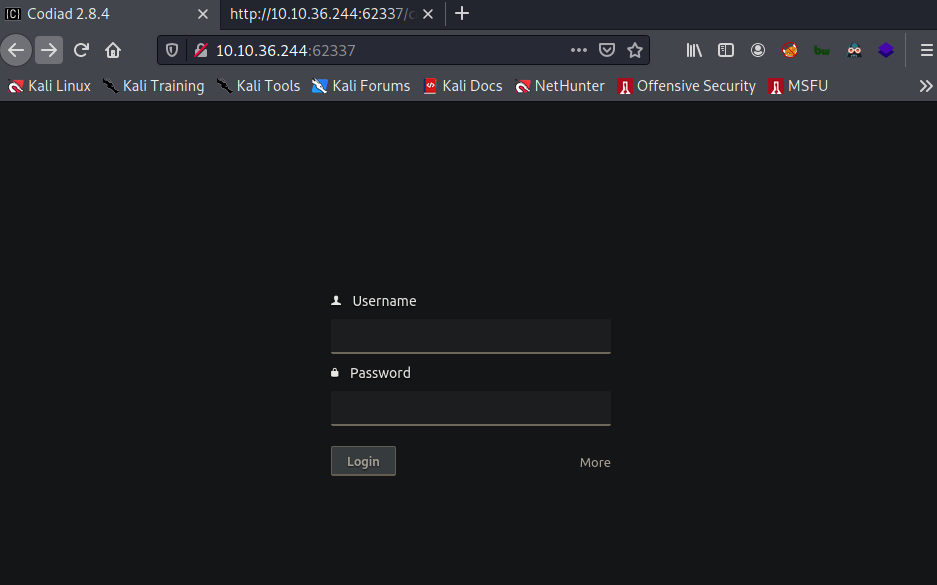 Codiad 2.8.4
http://10.10.36.244:62337/c
10.10.36.244:62337
Kali Linux
Kali Training
Kali Tools
Kali Forums
Kali Docs
NetHunter
Offensive Security
MSFU
Username
Password
Login
More